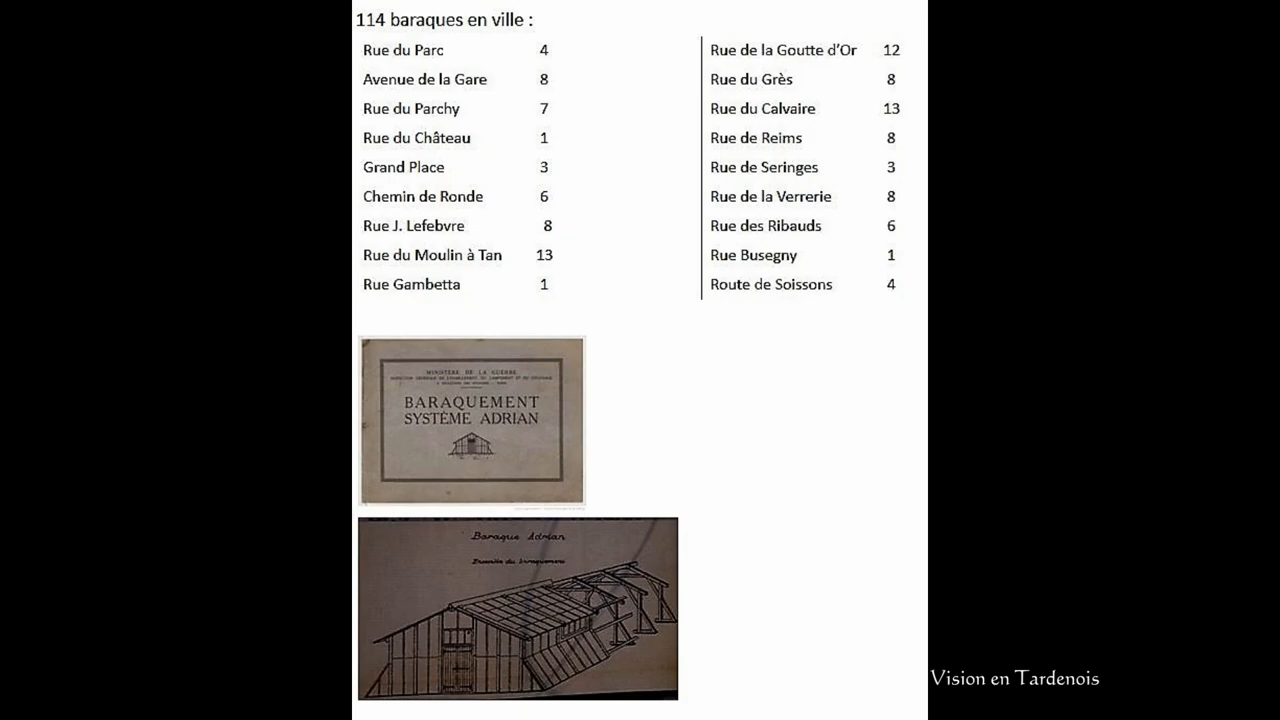 114 baraques en ville :
Rue du Parc 4
Avenue de la Gare 8
Rue du Parchy 7
Rue du Château 1
Grand Place 3
Chemin de Ronde 6
Rue J. Lefebvre 8
Rue du Moulin à Tan 13
Rue Gambetta 1
Rue de la Goutte d’Or 12
Rue du Grès 8
Rue du Calvaire 13
Rue de Reims 8
Rue de Seringes 3
Rue de la Verrerie 8
Rue des Ribauds 6
Rue Busegny 1
Route de Soissons 4
MINISTÈRE DE LA GUERRE
BARAQUEMENT
SYSTÈME ADRIAN
Baraque Adrian
Vision en Tardenois